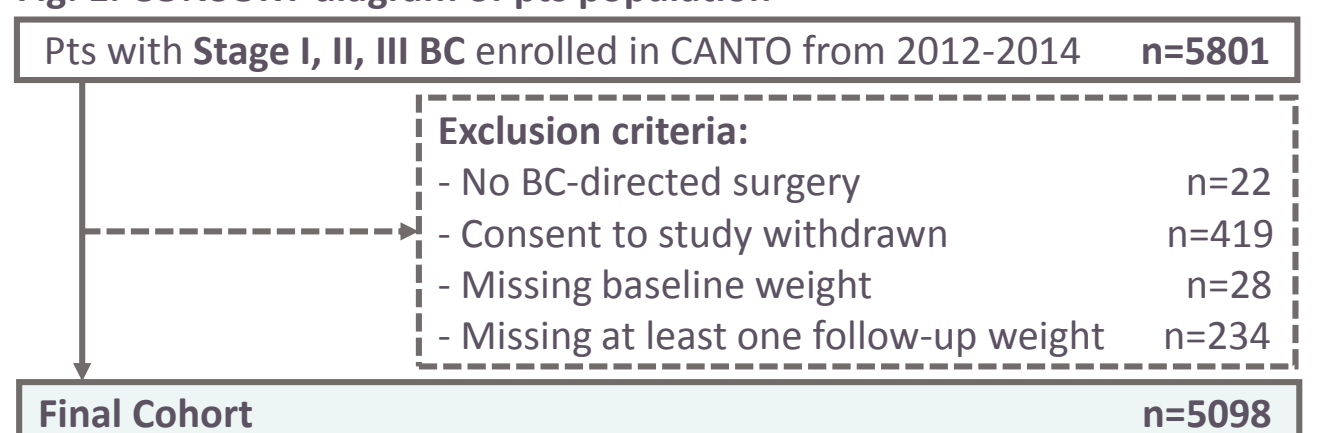 Pts with Stage I, II, III BC enrolled in CANTO from 2012-2014 n=5801
Exclusion criteria:
- No BC-directed surgery n=22
- Consent to study withdrawn n=419
- Missing baseline weight n=28
- Missing at least one follow-up weight n=234
Final Cohort n=5098